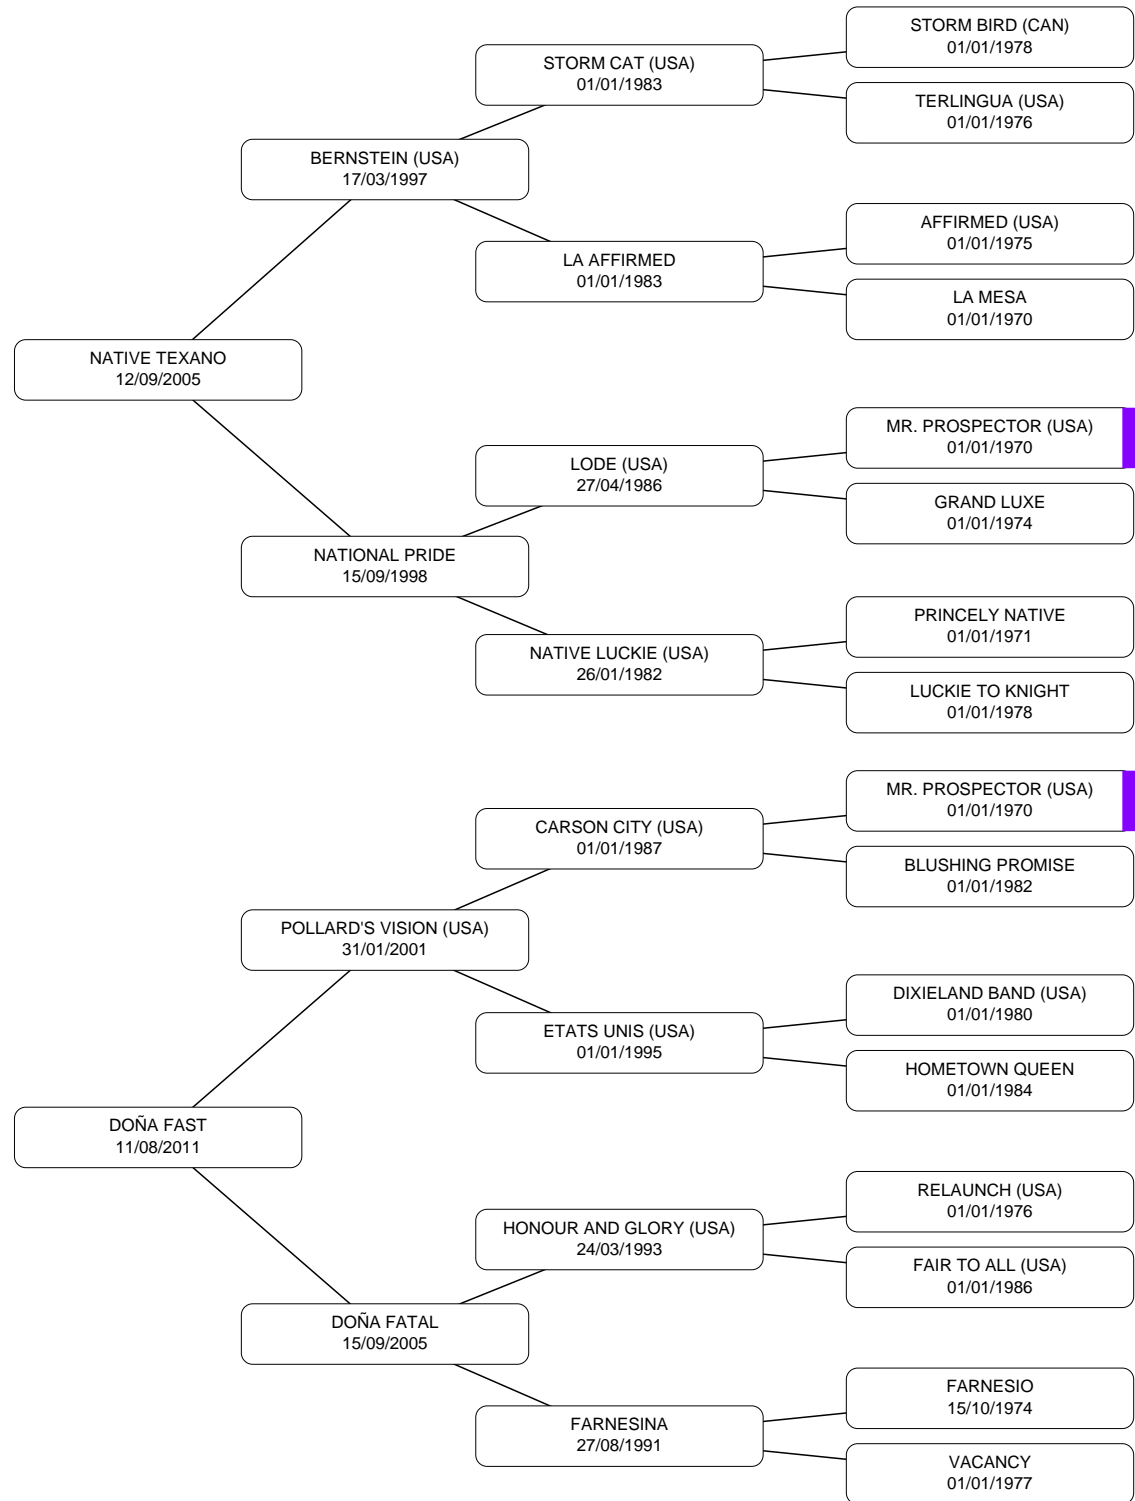 STORM BIRD (CAN)
01/01/1978
STORM CAT (USA)
01/01/1983
TERLINGUA (USA)
01/01/1976
BERNSTEIN (USA)
17/03/1997
AFFIRMED (USA)
01/01/1975
LA AFFIRMED
01/01/1983
LA MESA
01/01/1970
NATIVE TEXANO
12/09/2005
MR. PROSPECTOR (USA)
01/01/1970
LODE (USA)
27/04/1986
GRAND LUXE
01/01/1974
NATIONAL PRIDE
15/09/1998
PRINCELY NATIVE
01/01/1971
NATIVE LUCKIE (USA)
26/01/1982
LUCKIE TO KNIGHT
01/01/1978
MR. PROSPECTOR (USA)
01/01/1970
CARSON CITY (USA)
01/01/1987
BLUSHING PROMISE
01/01/1982
POLLARD'S VISION (USA)
31/01/2001
DIXIELAND BAND (USA)
01/01/1980
ETATS UNIS (USA)
01/01/1995
HOMETOWN QUEEN
01/01/1984
DOÑA FAST
11/08/2011
RELAUNCH (USA)
01/01/1976
HONOUR AND GLORY (USA)
24/03/1993
FAIR TO ALL (USA)
01/01/1986
DOÑA FATAL
15/09/2005
FARNESIO
15/10/1974
FARNESINA
27/08/1991
VACANCY
01/01/1977